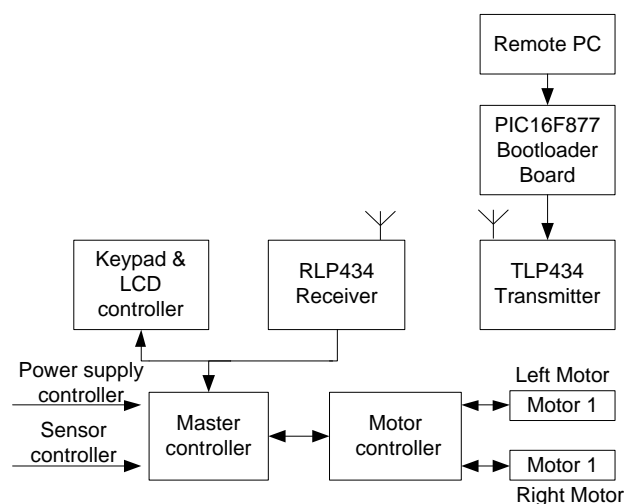 Remote PC
PIC16F877
Bootloader
Board
Keypad &
LCD
controller
RLP434
Receiver
TLP434
Transmitter
Power supply
controller
Sensor
controller
Master
controller
Motor
controller
Left Motor
Motor 1
Motor 1
Right Motor